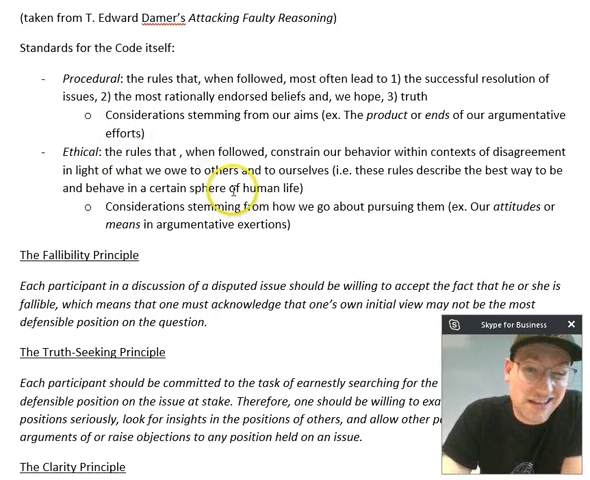 (taken from T. Edward Damer's Attacking Faulty Reasoning)
Standards for the Code itself:
- Procedural: the rules that, when followed, most often lead to 1) the successful resolution of
issues, 2) the most rationally endorsed beliefs and, we hope, 3) truth
o Considerations stemming from our aims (ex. The product or ends of our argumentative
efforts)
- Ethical: the rules that , when followed, constrain our behavior within contexts of disagreement
in light of what we owe to others and to ourselves (i.e. these rules describe the best way to be
and behave in a certain sphere of human life)
o Considerations stemming from how we go about pursuing them (ex. Our attitudes or
means in argumentative exertions)
The Fallibility Principle
Each participant in a discussion of a disputed issue should be willing to accept the fact that he or she is
fallible, which means that one must acknowledge that one's own initial view may not be the most
defensible position on the question.
Skype for Business
The Truth-Seeking Principle
Each participant should be committed to the task of earnestly searching for the
defensible position on the issue at stake. Therefore, one should be willing to exa
positions seriously, look for insights in the positions of others, and allow other p
arguments of or raise objections to any position held on an issue.
The Clarity Principle